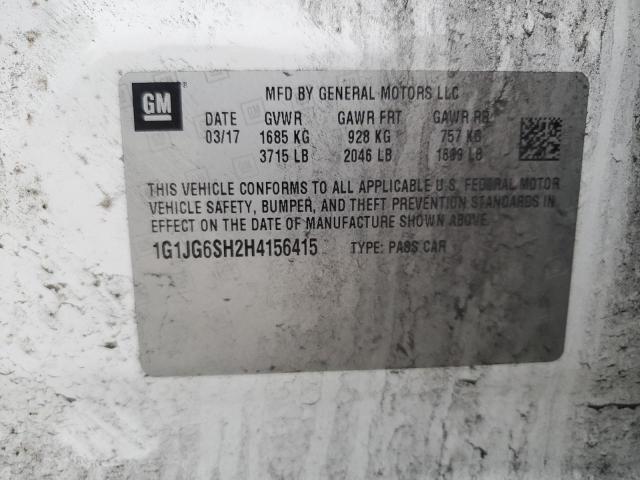 GM
MFD BY GENERAL MOTORS LLC
DATE GVWR GAWR FRT GAWR RR
03/17 1685 KG 928 KG 757 KG
3715 LB 2046 LB 1669 LB
THIS VEHICLE CONFORMS TO ALL APPLICABLE U.S. FEDERAL MOTOR
VEHICLE SAFETY, BUMPER, AND THEFT PREVENTION STANDARDS IN
EFFECT ON THE DATE OF MANUFACTURE SHOWN ABOVE.
1G1JG6SH2H4156415 TYPE: PASS CAR